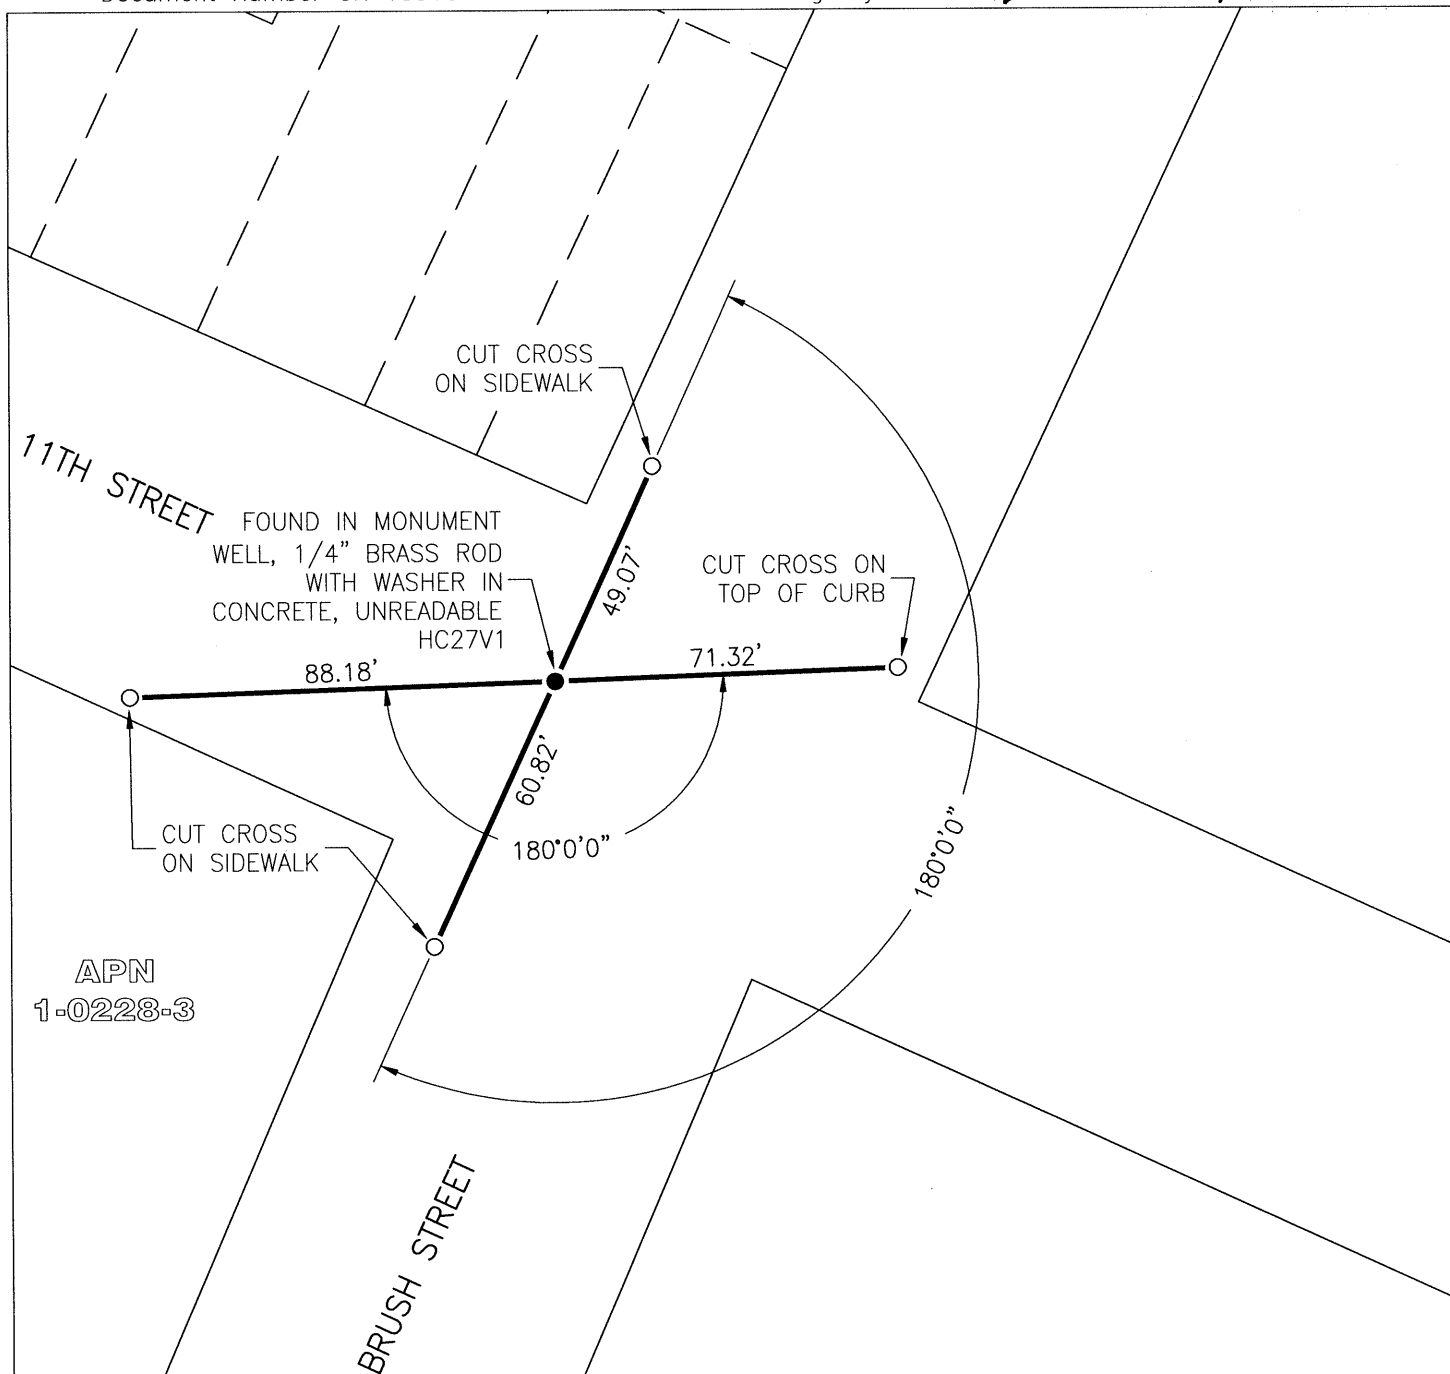 CUT CROSS
ON SIDEWALK
11TH STREET
FOUND IN MONUMENT
WELL, 1/4" BRASS ROD
WITH WASHER IN
CONCRETE, UNREADABLE
HC27V1
49.07'
CUT CROSS ON
TOP OF CURB
88.18'
71.32'
60.82'
180°0'0"
180°0'0"
CUT CROSS
ON SIDEWALK
APN
1-0228-3
BRUSH STREET